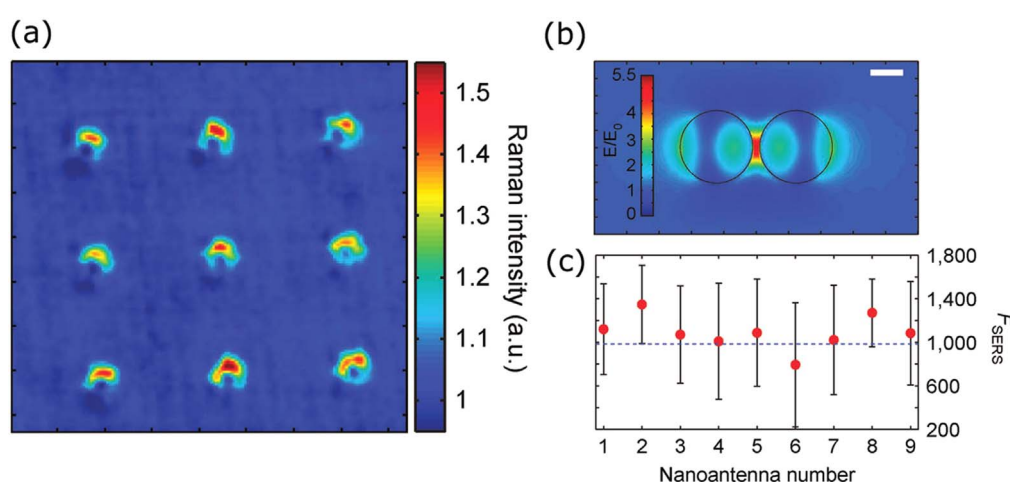 (a)
1.5
1.4
1.3
1.2
1.1
1
Raman intensity (a.u.)
(b)
5.5
4
3
2
1
0
E/E0
(c)
1,800
1,400
1,000
600
200
FSERS
1 2 3 4 5 6 7 8 9
Nanoantenna number